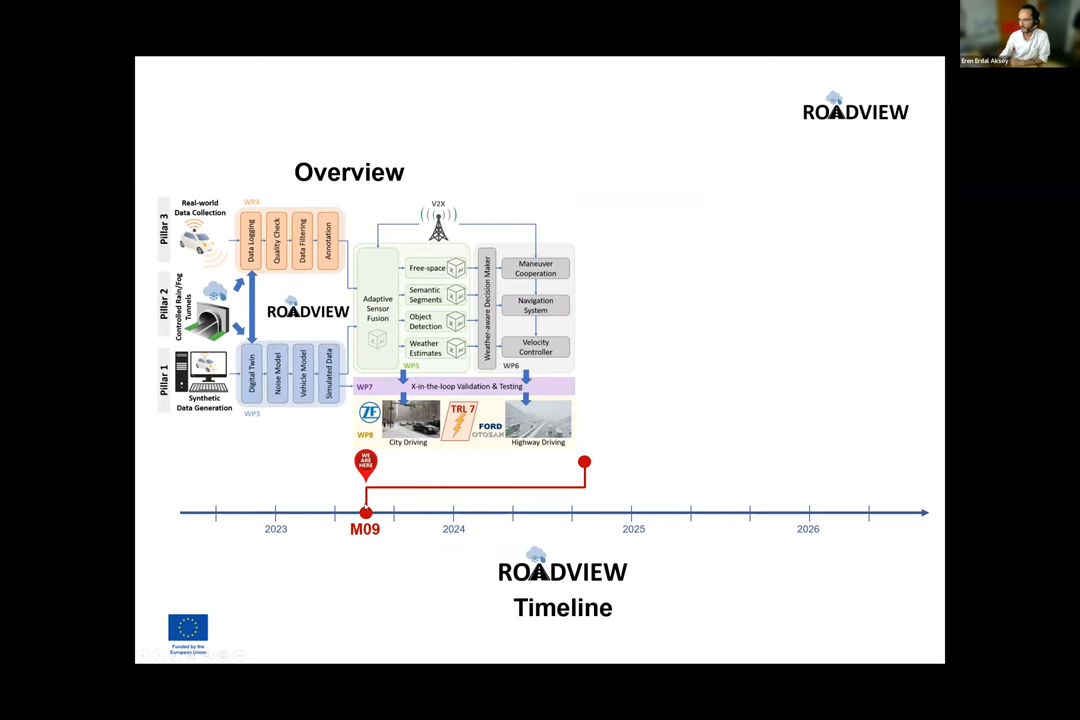 Eren Erdal Aksoy
ROADVIEW
Overview
Pillar 3
Real-world
Data Collection
WP4
Data Logging
Quality Check
Data Filtering
Annotation
V2X
Pillar 2
Controlled Rain/Fog
Tunnels
ROADVIEW
Adaptive
Sensor
Fusion
Free-space
Semantic
Segments
Object
Detection
Weather
Estimates
WP5
Weather-aware Decision Maker
Maneuver
Cooperation
Navigation
System
Velocity
Controller
WP6
Pillar 1
Synthetic
Data Generation
Digital Twin
Noise Model
Vehicle Model
Simulated Data
WP3
WP7
X-in-the-loop Validation & Testing
ZF
WP8
City Driving
TRL 7
FORD
OTOSAN
Highway Driving
WE
ARE
HERE
2023
M09
2024
2025
2026
ROADVIEW
Timeline
Funded by the
European Union